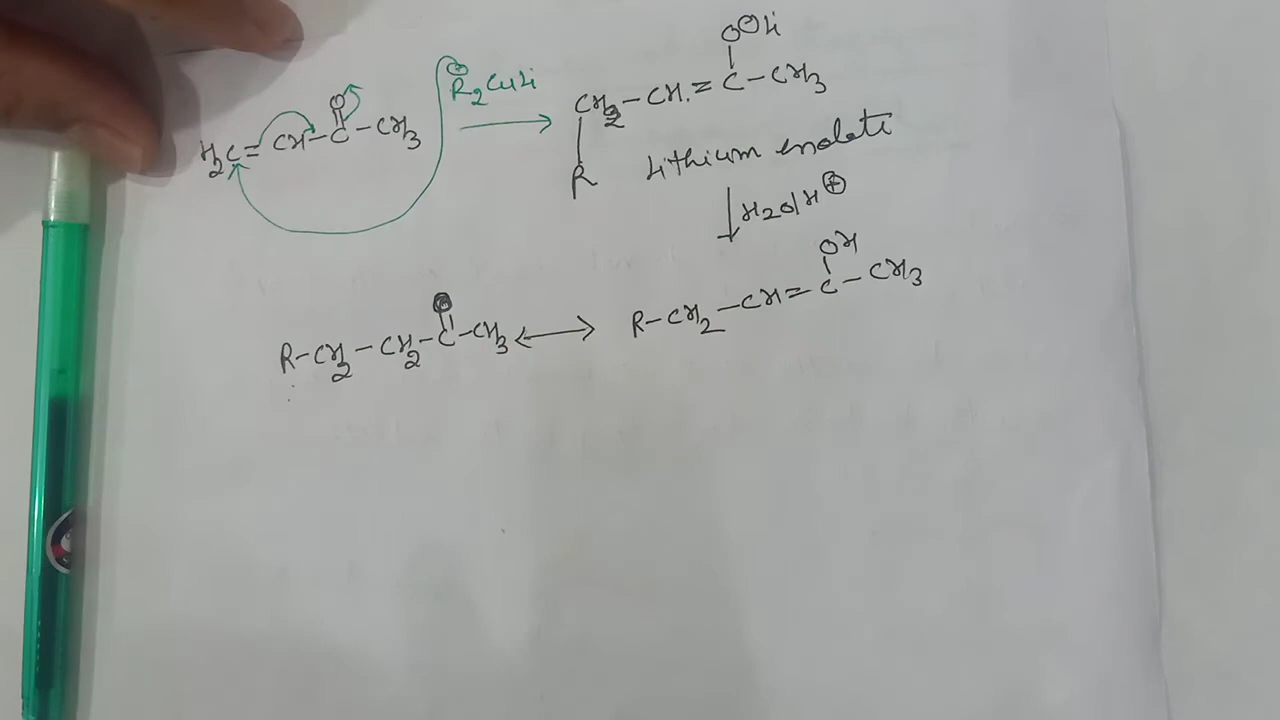 H₂C=CH-C(=O)-CH₃ ⊖R₂CuLi → CH₂(-R)-CH=C(-O⊖Li)-CH₃
Lithium enolate
↓ H₂O/H⊕
R-CH₂-CH₂-C(=O)-CH₃ ↔ R-CH₂-CH=C(-OH)-CH₃